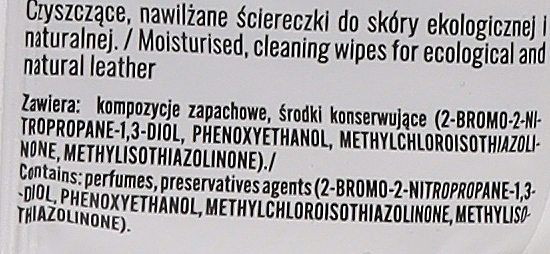 Czyszczące, nawilżane ściereczki do skóry ekologicznej i
naturalnej. / Moisturised, cleaning wipes for ecological and
natural leather
Zawiera: kompozycje zapachowe, środki konserwujące (2-BROMO-2-NI-
TROPROPANE-1,3-DIOL, PHENOXYETHANOL, METHYLCHLOROISOTHIAZOLI-
NONE, METHYLISOTHIAZOLINONE)./
Contains: perfumes, preservatives agents (2-BROMO-2-NITROPROPANE-1,3-
-DIOL, PHENOXYETHANOL, METHYLCHLOROISOTHIAZOLINONE, METHYLISO-
THIAZOLINONE).